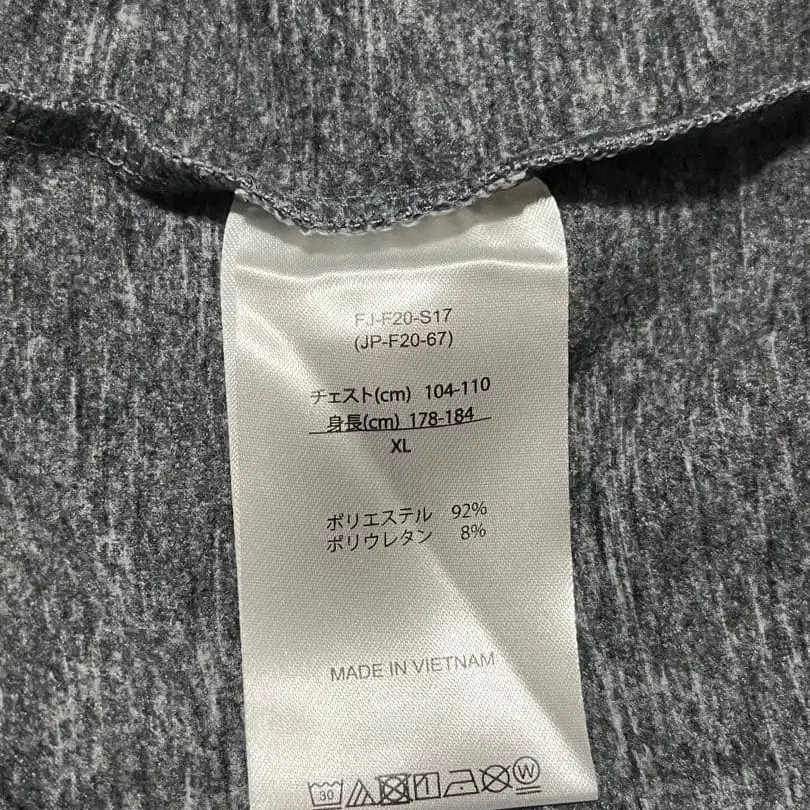 FJ-F20-S17
(JP-F20-67)
チェスト(cm) 104-110
身長(cm) 178-184
XL
ポリエステル 92%
ポリウレタン 8%
MADE IN VIETNAM
30 W